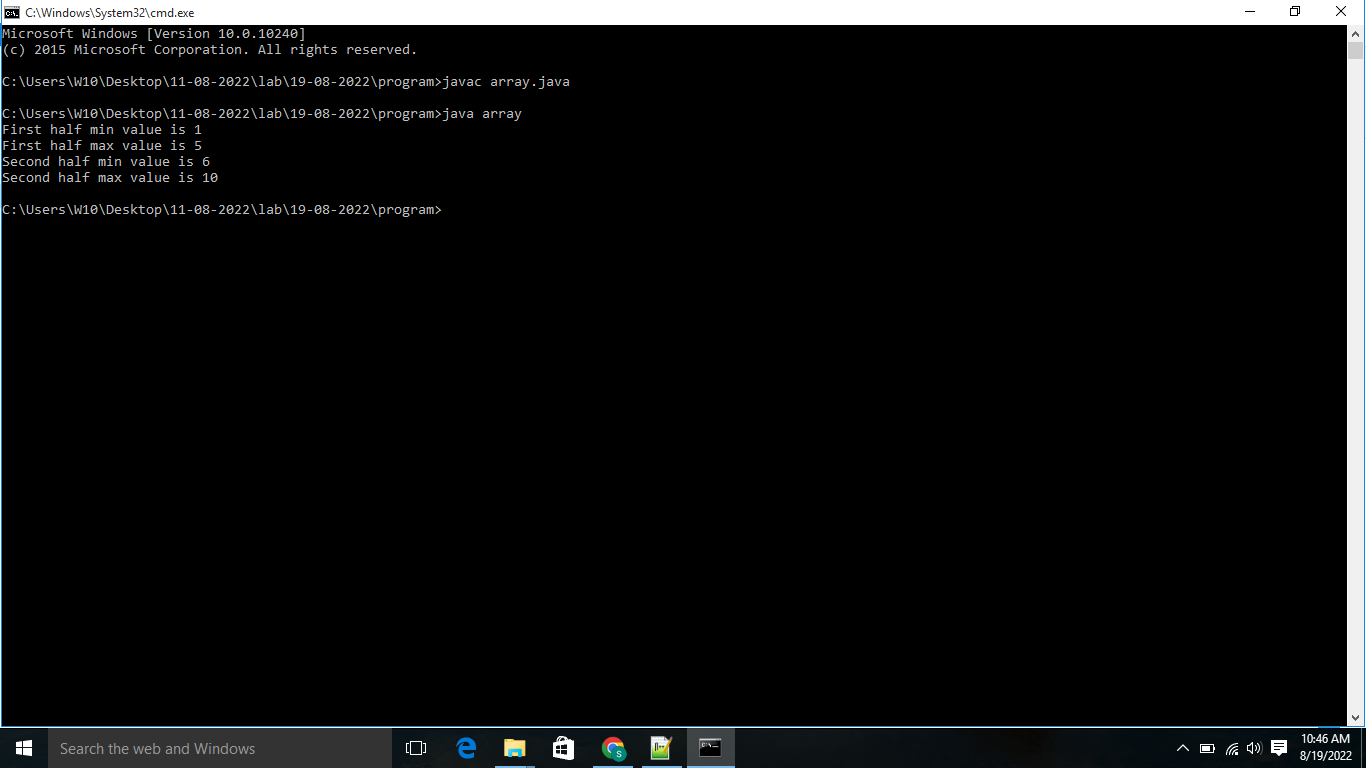 C:\Windows\System32\cmd.exe
Microsoft Windows [Version 10.0.10240]
(c) 2015 Microsoft Corporation. All rights reserved.
C:\Users\W10\Desktop\11-08-2022\lab\19-08-2022\program>javac array.java
C:\Users\W10\Desktop\11-08-2022\lab\19-08-2022\program>java array
First half min value is 1
First half max value is 5
Second half min value is 6
Second half max value is 10
C:\Users\W10\Desktop\11-08-2022\lab\19-08-2022\program>
Search the web and Windows
10:46 AM
8/19/2022